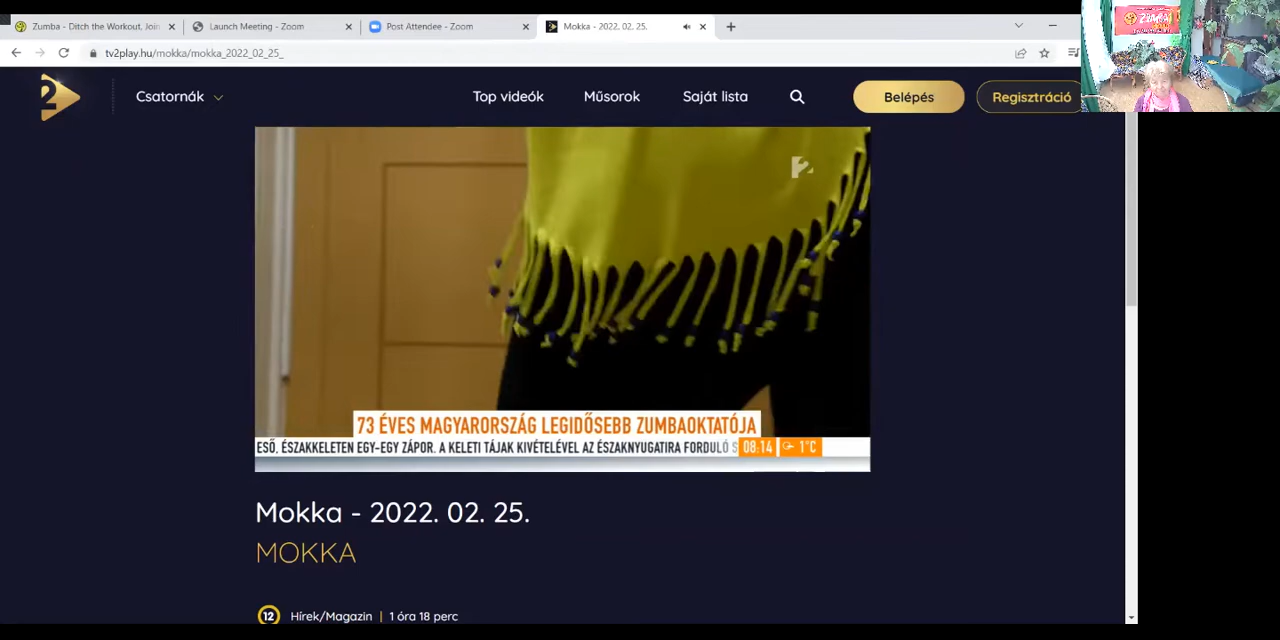 Zumba - Ditch the Workout, Join
Launch Meeting - Zoom
Post Attendee - Zoom
Mokka - 2022. 02. 25.
tv2play.hu/mokka/mokka_2022_02_25_
Csatornák
Top videók
Műsorok
Saját lista
Belépés
Regisztráció
ZUMBA
2
73 ÉVES MAGYARORSZÁG LEGIDŐSEBB ZUMBAOKTATÓJA
ESŐ, ÉSZAKKELETEN EGY-EGY ZÁPOR. A KELETI TÁJAK KIVÉTELÉVEL AZ ÉSZAKNYUGATIRA FORDULÓ S 08:14 1°C
Mokka - 2022. 02. 25.
MOKKA
12 Hírek/Magazin | 1 óra 18 perc